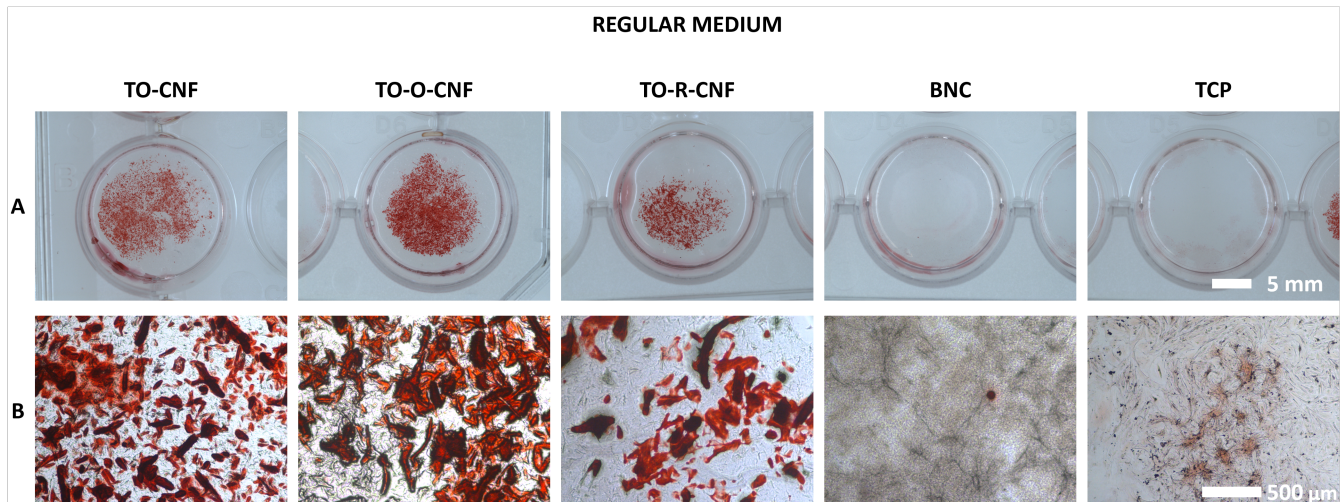 REGULAR MEDIUM
TO-CNF TO-O-CNF TO-R-CNF BNC TCP
A
5 mm
B
500 µm